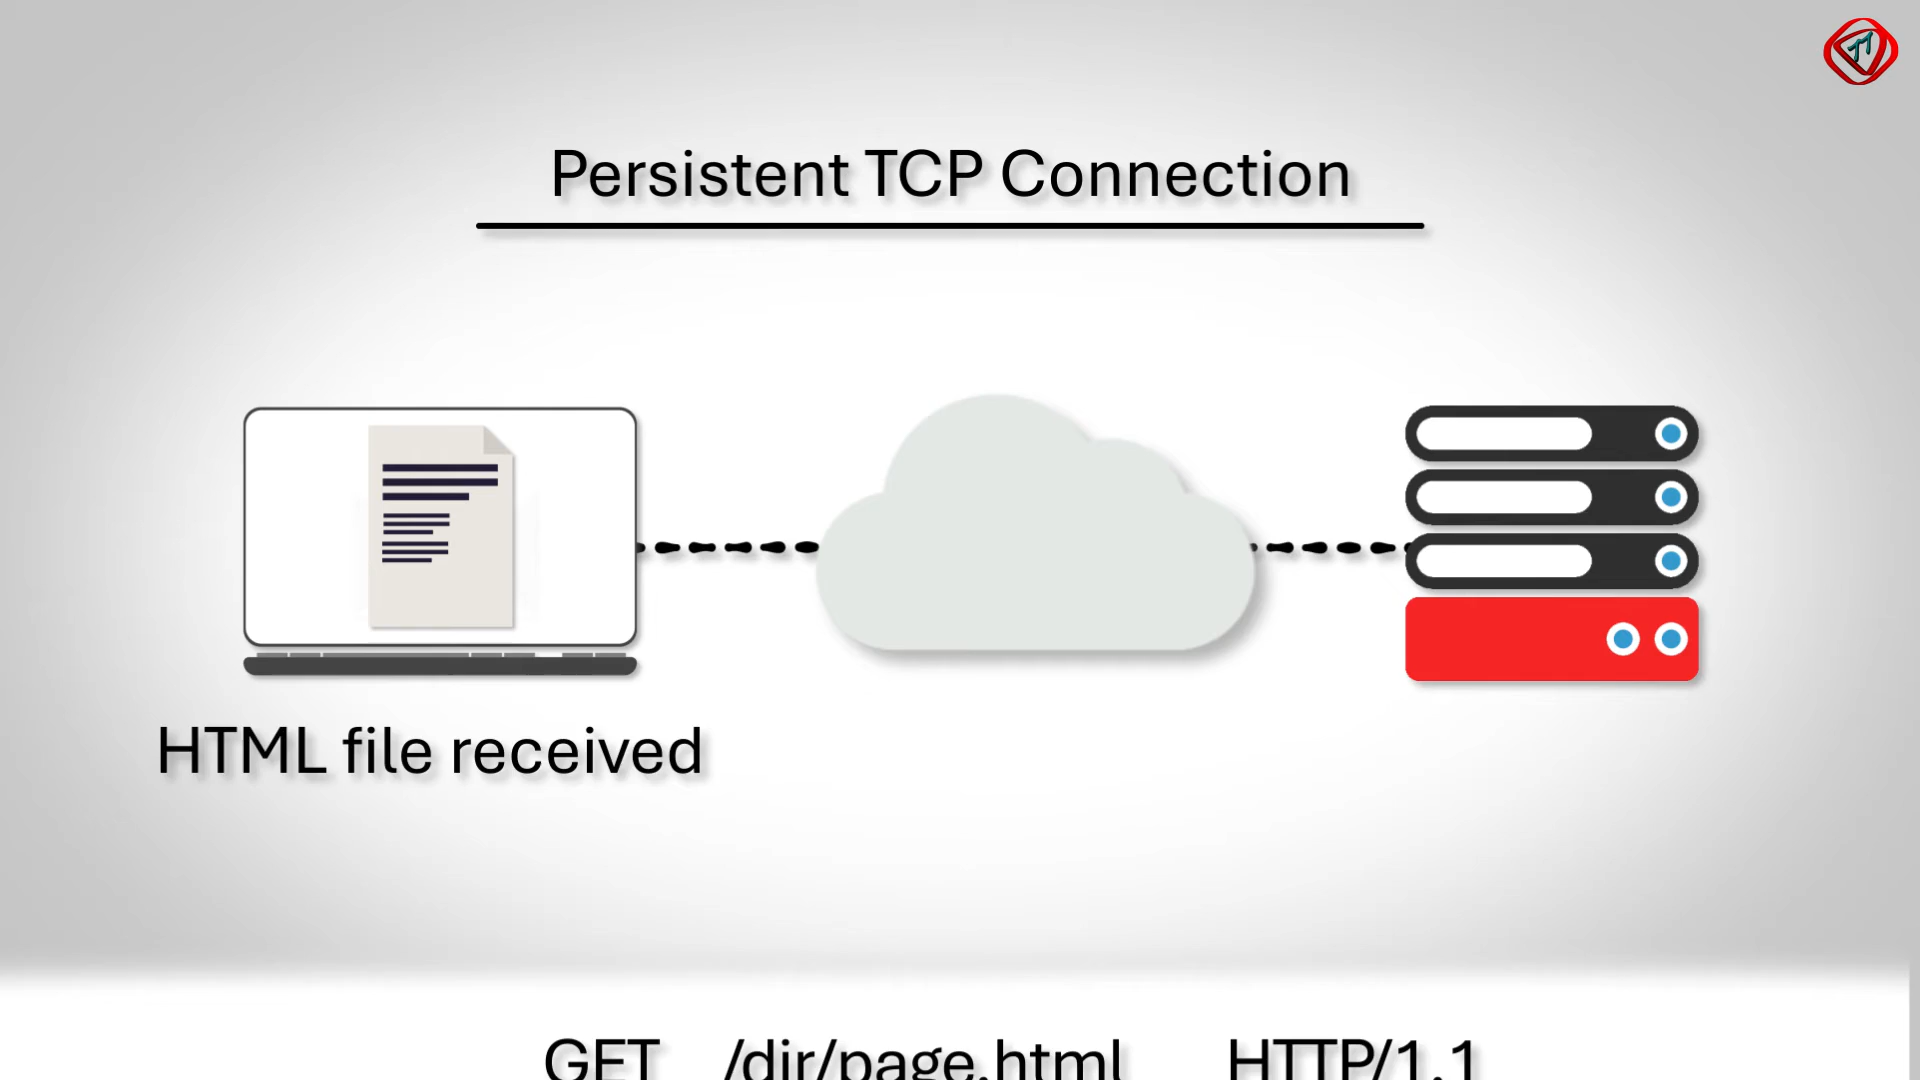 Persistent TCP Connection
HTML file received
GET /dir/page.html HTTP/1.1